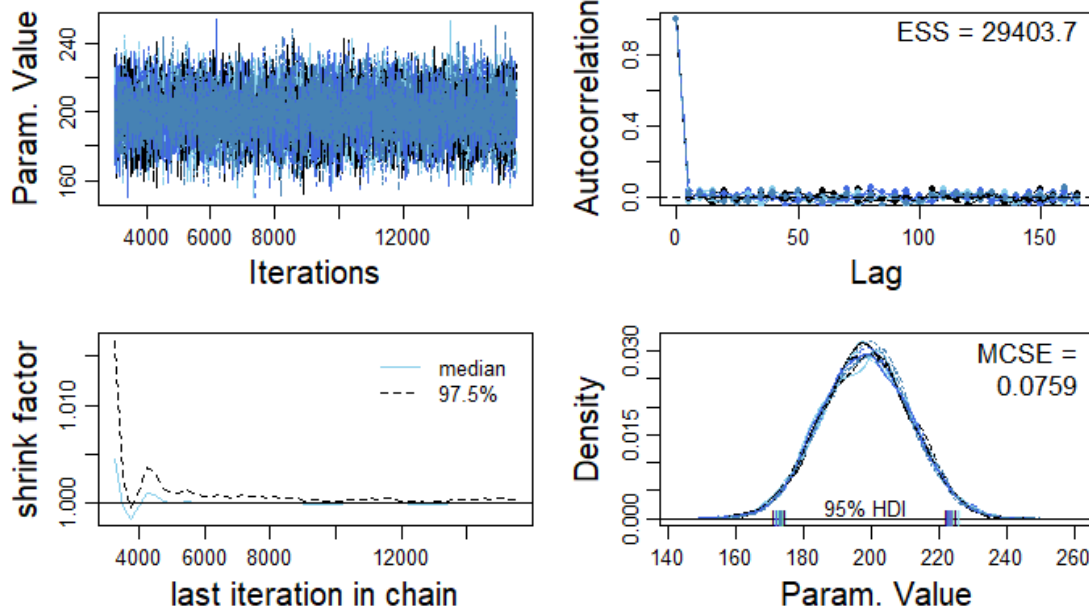 Param. Value
240
200
160
4000 6000 8000 12000
Iterations
Autocorrelation
0.8
0.4
0.0
ESS = 29403.7
0 50 100 150
Lag
shrink factor
1.010
1.000
median
97.5%
4000 6000 8000 12000
last iteration in chain
Density
0.030
0.015
0.000
MCSE =
0.0759
95% HDI
140 160 180 200 220 240 260
Param. Value